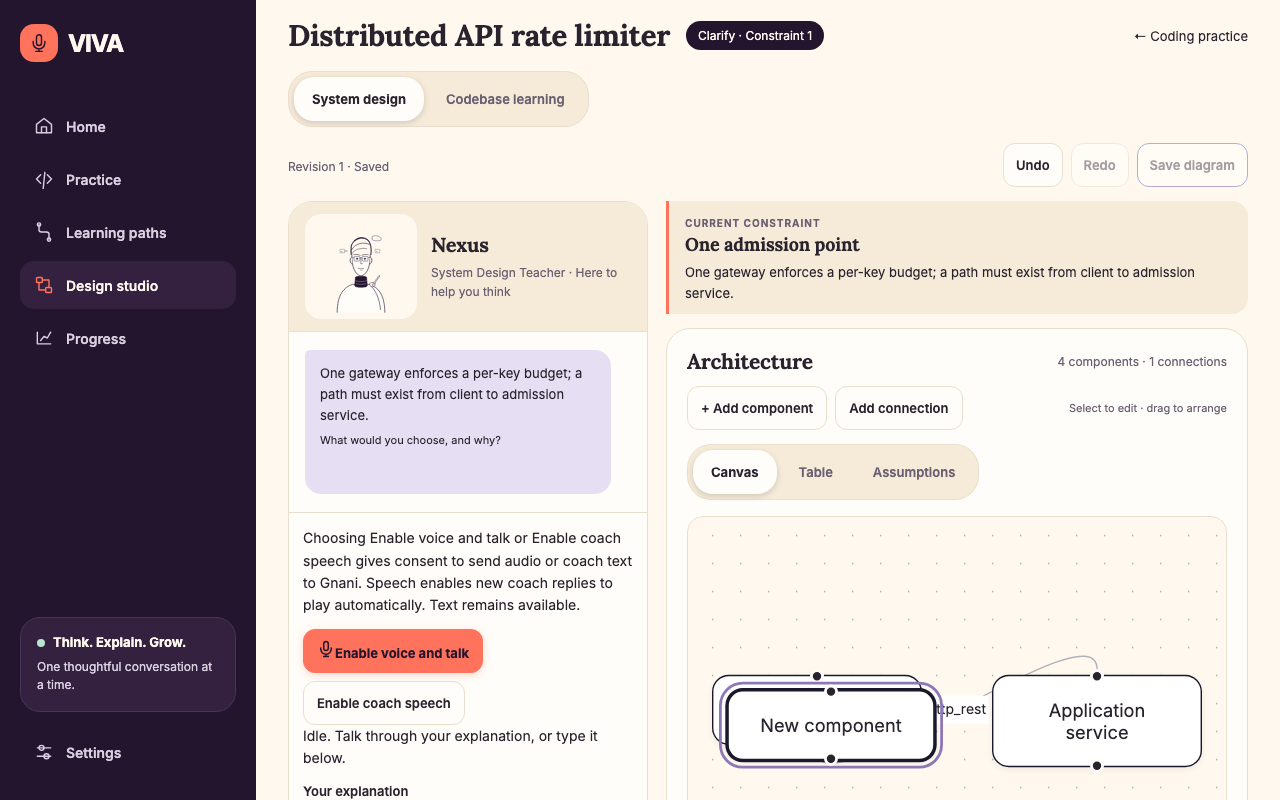 VIVA
Home
Practice
Learning paths
Design studio
Progress
Think. Explain. Grow.
One thoughtful conversation at
a time.
Settings
Distributed API rate limiter
Clarify · Constraint 1
← Coding practice
System design
Codebase learning
Revision 1 · Saved
Undo
Redo
Save diagram
Nexus
System Design Teacher · Here to
help you think
One gateway enforces a per-key budget; a
path must exist from client to admission
service.
What would you choose, and why?
Choosing Enable voice and talk or Enable coach
speech gives consent to send audio or coach text
to Gnani. Speech enables new coach replies to
play automatically. Text remains available.
Enable voice and talk
Enable coach speech
Idle. Talk through your explanation, or type it
below.
Your explanation
CURRENT CONSTRAINT
One admission point
One gateway enforces a per-key budget; a path must exist from client to admission
service.
Architecture
4 components · 1 connections
+ Add component
Add connection
Select to edit · drag to arrange
Canvas
Table
Assumptions
New component
ttp_rest
Application
service